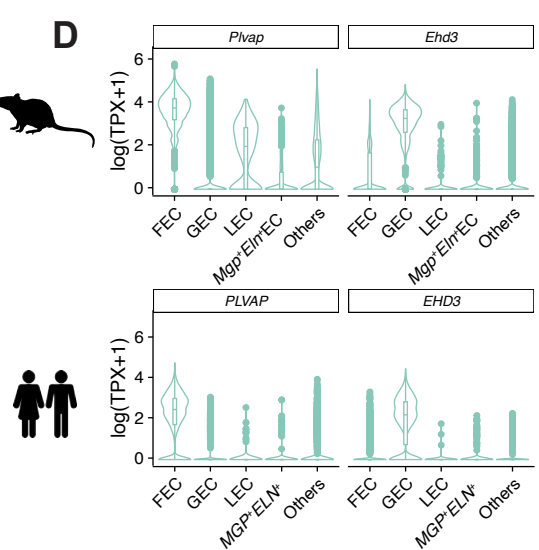 D
Plvap
Ehd3
log(TPX+1)
6
4
2
0
FEC
GEC
LEC
Mgp⁺Eln⁺EC
Others
FEC
GEC
LEC
Mgp⁺Eln⁺EC
Others
PLVAP
EHD3
log(TPX+1)
6
4
2
0
FEC
GEC
LEC
MGP⁺ELN⁺
Others
FEC
GEC
LEC
MGP⁺ELN⁺
Others